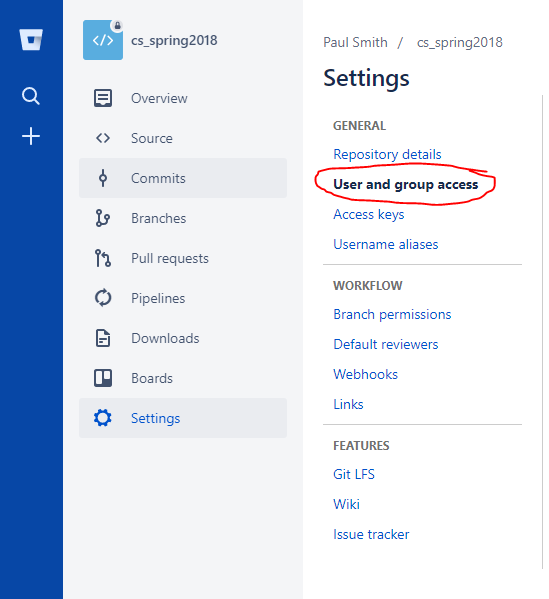 cs_spring2018
Overview
Source
Commits
Branches
Pull requests
Pipelines
Downloads
Boards
Settings
Paul Smith / cs_spring2018
Settings
GENERAL
Repository details
User and group access
Access keys
Username aliases
WORKFLOW
Branch permissions
Default reviewers
Webhooks
Links
FEATURES
Git LFS
Wiki
Issue tracker